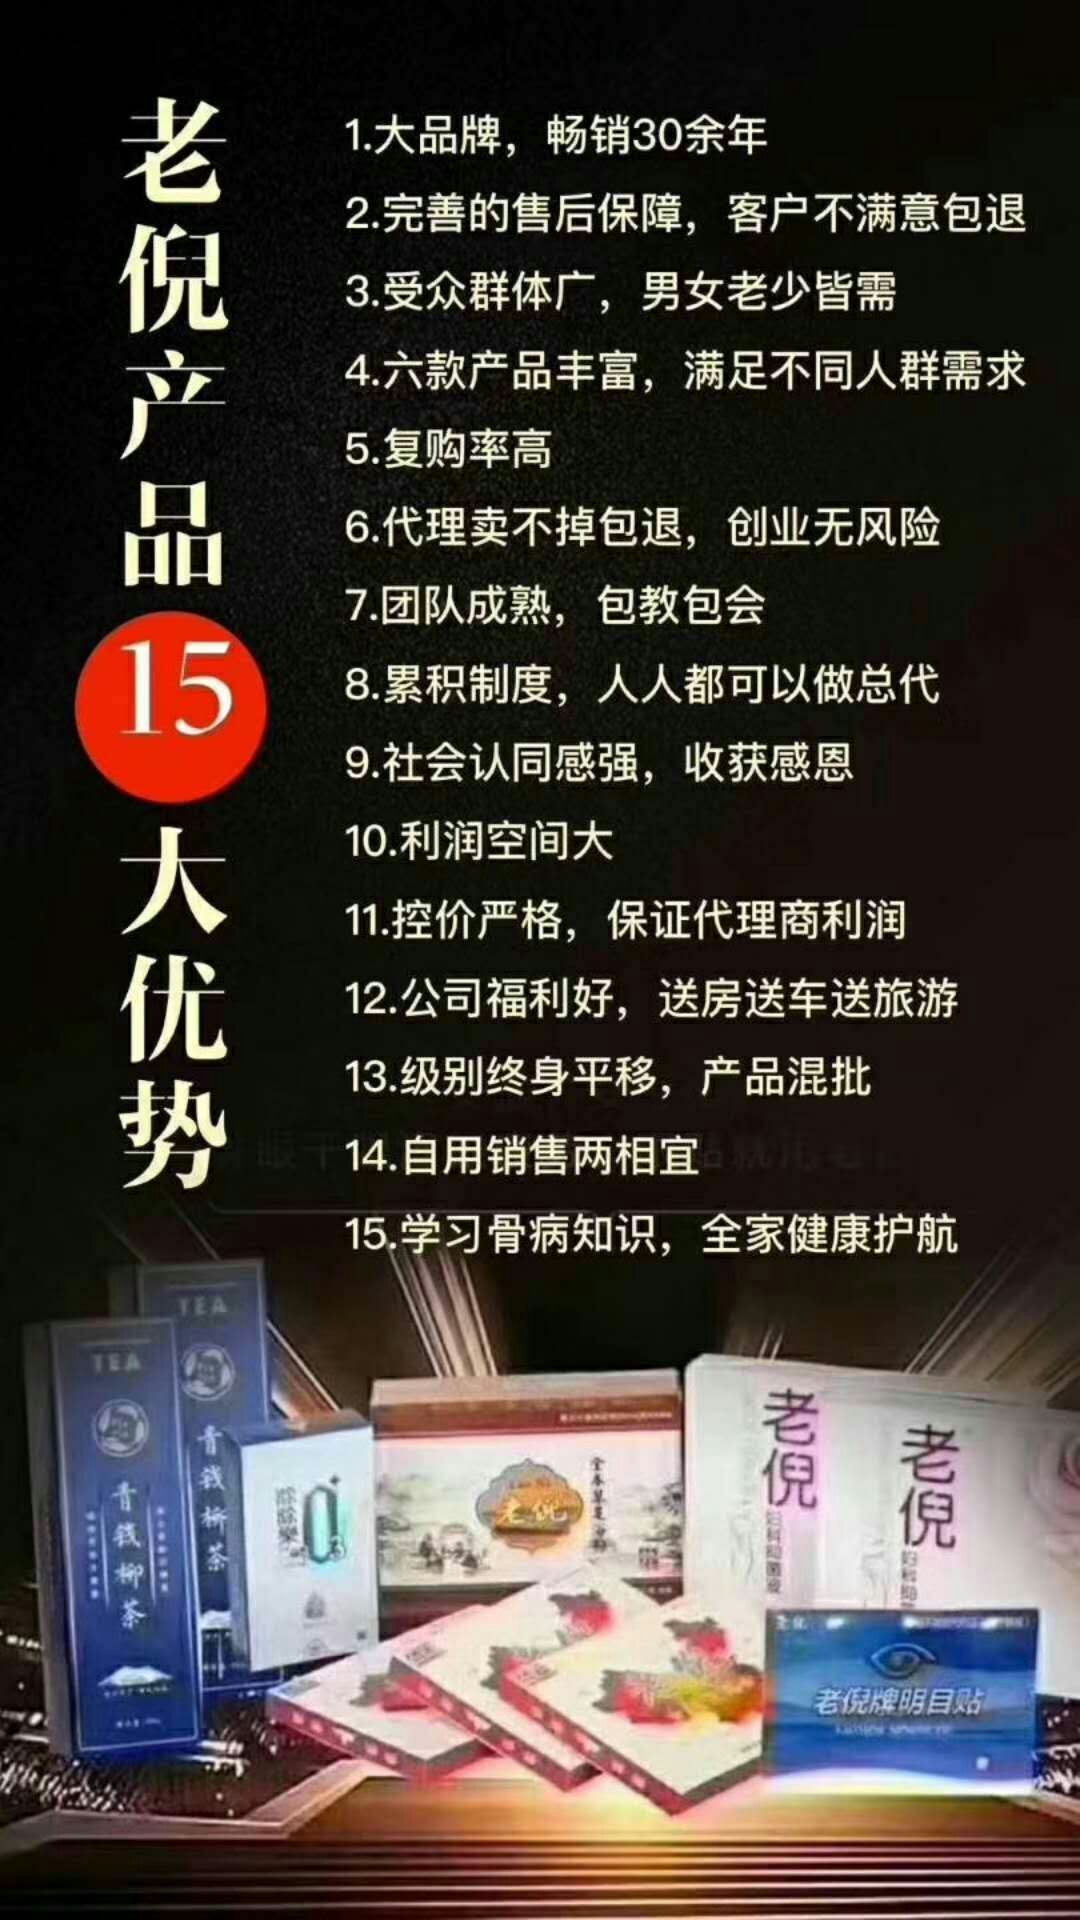 老倪产品
15
大优势
1.大品牌，畅销30余年
2.完善的售后保障，客户不满意包退
3.受众群体广，男女老少皆需
4.六款产品丰富，满足不同人群需求
5.复购率高
6.代理卖不掉包退，创业无风险
7.团队成熟，包教包会
8.累积制度，人人都可以做总代
9.社会认同感强，收获感恩
10.利润空间大
11.控价严格，保证代理商利润
12.公司福利好，送房送车送旅游
13.级别终身平移，产品混批
14.自用销售两相宜
15.学习骨病知识，全家健康护航
TEA
青钱柳茶
TEA
青钱柳茶
老倪
老倪
老倪
老倪牌明目贴